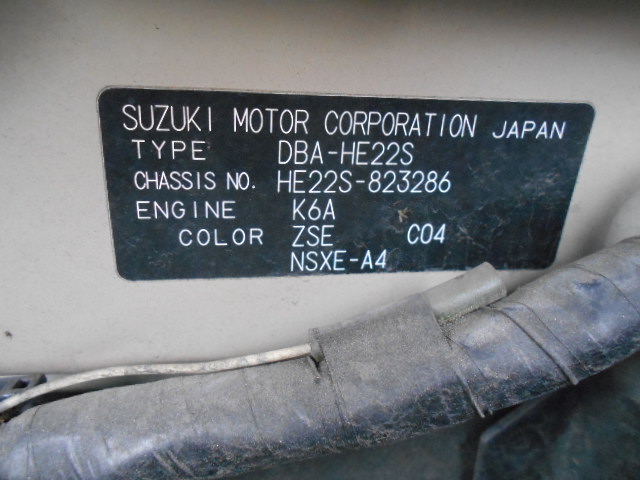 SUZUKI MOTOR CORPORATION JAPAN
TYPE DBA-HE22S
CHASSIS NO. HE22S-823286
ENGINE K6A
COLOR ZSE C04
NSXE-A4